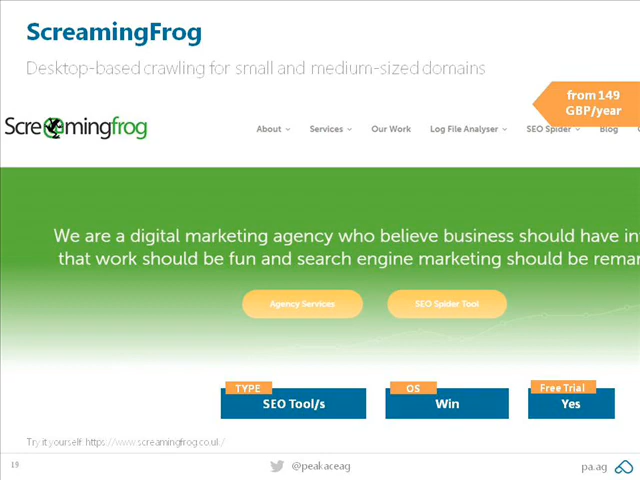 ScreamingFrog
Desktop-based crawling for small and medium-sized domains
from 149
GBP/year
Screamingfrog
About Services Our Work Log File Analyser SEO Spider Blog
We are a digital marketing agency who believe business should have
that work should be fun and search engine marketing should be
Agency Services SEO Spider Tool
TYPE OS Free Trial
SEO Tool/s Win Yes
Try it yourself: https://www.screamingfrog.co.uk/
19 @peakaceag pa.ag